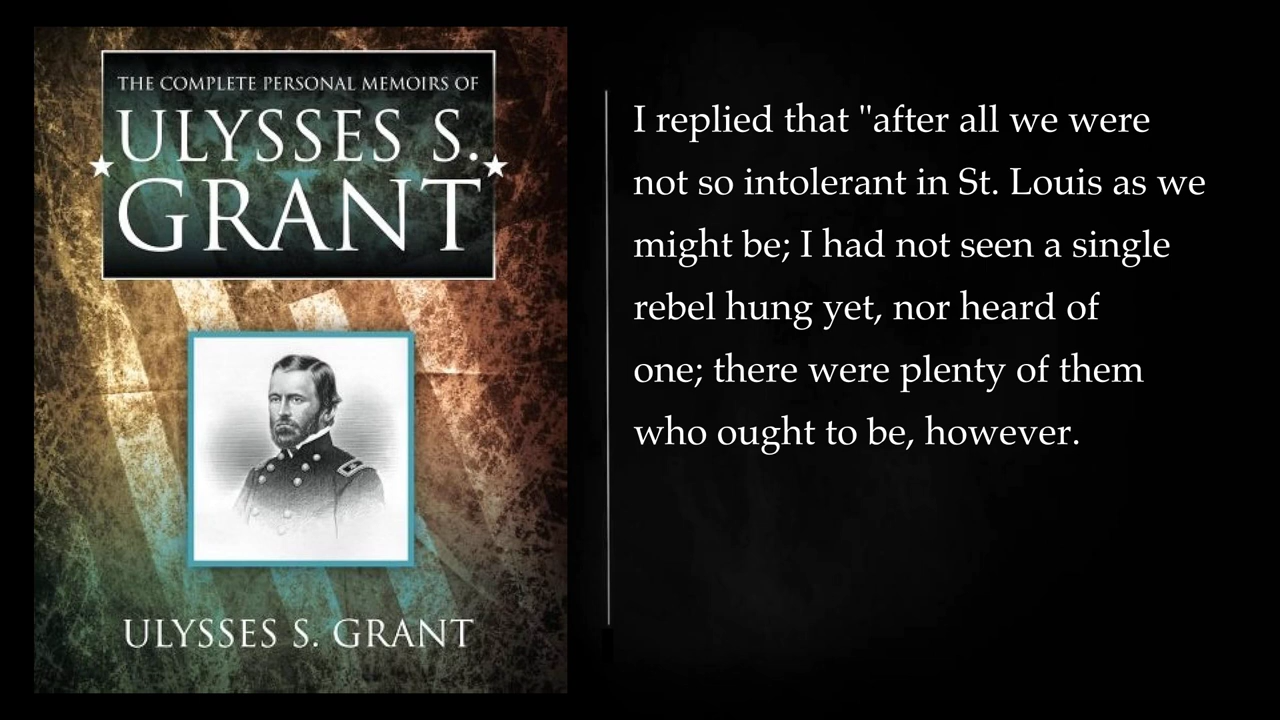 THE COMPLETE PERSONAL MEMOIRS OF
ULYSSES S.
GRANT
ULYSSES S. GRANT
I replied that "after all we were
not so intolerant in St. Louis as we
might be; I had not seen a single
rebel hung yet, nor heard of
one; there were plenty of them
who ought to be, however.